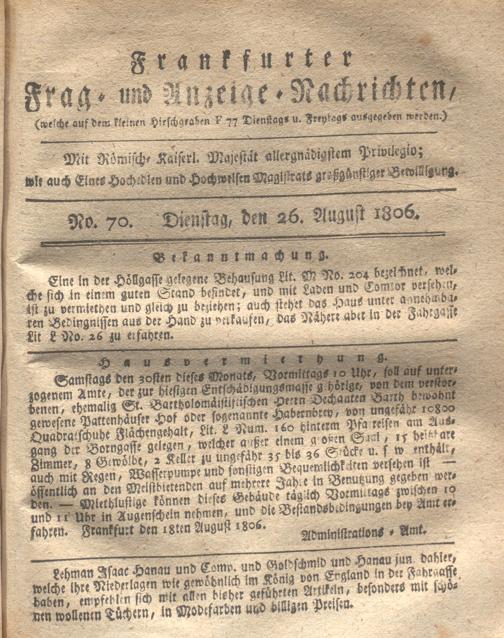 Frankfurter
Frag- und Anzeige-Nachrichten,
(welche auf dem kleinen Hirschgraben F 77 Dienstags u. Freytags ausgegeben werden.)
Mit Römisch-Kaiserl. Majestät allergnädigstem Privilegio;
wie auch Eines Hochedlen und Hochweisen Magistrats großgünstiger Bewilligung.
No. 70. Dienstag, den 26. August 1806.
Bekanntmachung.
Eine in der Höllgasse gelegene Behausung Lit. M No. 204 bezeichnet, wel-
che sich in einem guten Stand befindet, und mit Laden und Comtor versehen,
ist zu vermiethen und gleich zu beziehen; auch stehet das Haus unter annehmba-
ren Bedingnissen aus der Hand zu verkaufen, das Nähere aber in der Fahrgasse
Lit L No. 26 zu erfahren.
Hausvermiethung.
Samstags den 30sten dieses Monats, Vormittags 10 Uhr, soll auf unter-
zogenem Amte, der zur hiesigen Entschädigungsmasse gehörige, von dem verstor-
benen, ehemalig St. Bartholomäistiftischen Herrn Dechanten Barth bewohnt
gewesene Pattenhäuser Hof oder sogenannte Habernbrey, von ungefähr 10800
Quadratschuhe Flächengehalt, Lit. L Num. 160 hinterm Pfareisen am Aus-
gang der Borngasse gelegen, welcher außer einem großen Saal, 15 heitzbare
Zimmer, 8 Gewölbe, 2 Keller zu ungefähr 35 bis 36 Stücke u. s. w enthält,
auch mit Regen, Wasserpumpe und sonstigen Bequemlichkeiten versehen ist —
öffentlich an den Meistbietenden auf mehrere Jahre in Benutzung gegeben wer-
den. — Miethlustige können dieses Gebäude täglich Vormittags zwischen 10
und 11 Uhr in Augenschein nehmen, und die Bestandsbedingungen bey Amt er-
fahren. Frankfurt den 18ten August 1806.
Administrations-Amt.
Lehman Isaac Hanau und Comp. und Goldschmid und Hanau jun. dahier,
welche ihre Niederlagen wie gewöhnlich im König von England in der Fahrgasse
haben, empfehlen sich mit allen bisher geführten Artikeln, besonders mit schö-
nen wollenen Tüchern, in Modefarben und billigen Preisen.